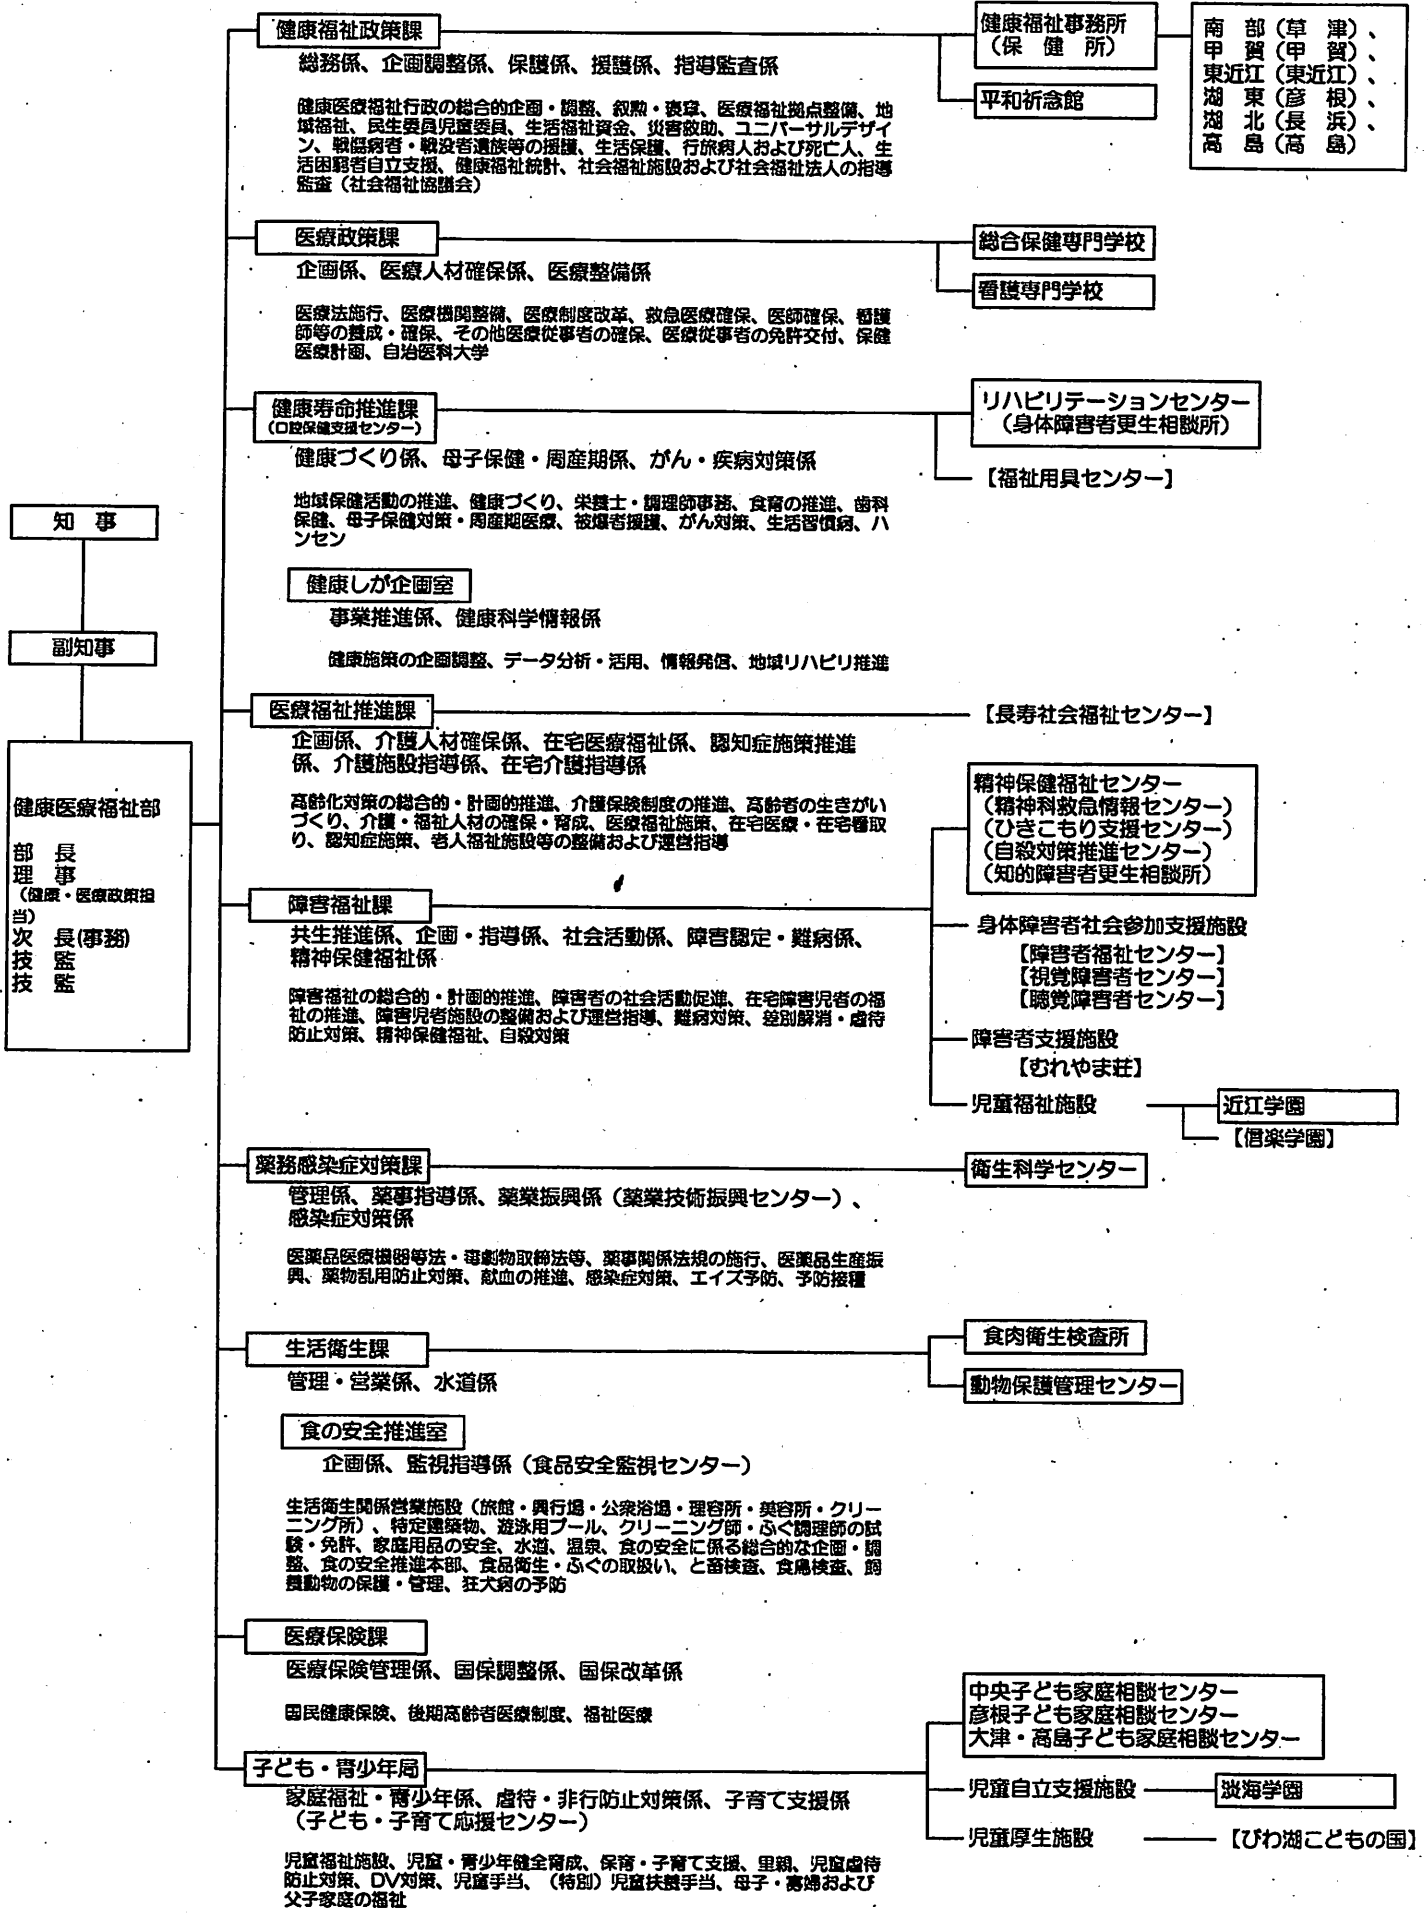 知　事
副知事
健康医療福祉部
部　長
理　事
（健康・医療政策担
当）
次　長(事務)
技　監
技　監
健康福祉政策課
総務係、企画調整係、保護係、援護係、指導監査係
健康医療福祉行政の総合的企画・調整、叙勲・褒章、医療福祉拠点整備、地
域福祉、民生委員児童委員、生活福祉資金、災害救助、ユニバーサルデザイ
ン、戦傷病者・戦没者遺族等の援護、生活保護、行旅病人および死亡人、生
活困窮者自立支援、健康福祉統計、社会福祉施設および社会福祉法人の指導
監査（社会福祉協議会）
健康福祉事務所
（保　健　所）
南　部（草　津）、
甲　賀（甲　賀）、
東近江（東近江）、
湖　東（彦　根）、
湖　北（長　浜）、
高　島（高　島）
平和祈念館
医療政策課
企画係、医療人材確保係、医療整備係
医療法施行、医療機関整備、医療制度改革、救急医療確保、医師確保、看護
師等の養成・確保、その他医療従事者の確保、医療従事者の免許交付、保健
医療計画、自治医科大学
総合保健専門学校
看護専門学校
健康寿命推進課
（口腔保健支援センター）
健康づくり係、母子保健・周産期係、がん・疾病対策係
地域保健活動の推進、健康づくり、栄養士・調理師事務、食育の推進、歯科
保健、母子保健対策・周産期医療、被爆者援護、がん対策、生活習慣病、ハ
ンセン
リハビリテーションセンター
（身体障害者更生相談所）
【福祉用具センター】
健康しが企画室
事業推進係、健康科学情報係
健康施策の企画調整、データ分析・活用、情報発信、地域リハビリ推進
医療福祉推進課
企画係、介護人材確保係、在宅医療福祉係、認知症施策推進
係、介護施設指導係、在宅介護指導係
高齢化対策の総合的・計画的推進、介護保険制度の推進、高齢者の生きがい
づくり、介護・福祉人材の確保・育成、医療福祉施策、在宅医療・在宅看取
り、認知症施策、老人福祉施設等の整備および運営指導
【長寿社会福祉センター】
障害福祉課
共生推進係、企画・指導係、社会活動係、障害認定・難病係、
精神保健福祉係
障害福祉の総合的・計画的推進、障害者の社会活動促進、在宅障害児者の福
祉の推進、障害児者施設の整備および運営指導、難病対策、差別解消・虐待
防止対策、精神保健福祉、自殺対策
精神保健福祉センター
（精神科救急情報センター）
（ひきこもり支援センター）
（自殺対策推進センター）
（知的障害者更生相談所）
身体障害者社会参加支援施設
【障害者福祉センター】
【視覚障害者センター】
【聴覚障害者センター】
障害者支援施設
【むれやま荘】
児童福祉施設
近江学園
【信楽学園】
薬務感染症対策課
管理係、薬事指導係、薬業振興係（薬業技術振興センター）、
感染症対策係
医薬品医療機器等法・毒劇物取締法等、薬事関係法規の施行、医薬品生産振
興、薬物乱用防止対策、献血の推進、感染症対策、エイズ予防、予防接種
衛生科学センター
生活衛生課
管理・営業係、水道係
食肉衛生検査所
動物保護管理センター
食の安全推進室
企画係、監視指導係（食品安全監視センター）
生活衛生関係営業施設（旅館・興行場・公衆浴場・理容所・美容所・クリー
ニング所）、特定建築物、遊泳用プール、クリーニング師・ふぐ調理師の試
験・免許、家庭用品の安全、水道、温泉、食の安全に係る総合的な企画・調
整、食の安全推進本部、食品衛生・ふぐの取扱い、と畜検査、食鳥検査、飼
養動物の保護・管理、狂犬病の予防
医療保険課
医療保険管理係、国保調整係、国保改革係
国民健康保険、後期高齢者医療制度、福祉医療
子ども・青少年局
家庭福祉・青少年係、虐待・非行防止対策係、子育て支援係
（子ども・子育て応援センター）
児童福祉施設、児童・青少年健全育成、保育・子育て支援、里親、児童虐待
防止対策、DV対策、児童手当、（特別）児童扶養手当、母子・寡婦および
父子家庭の福祉
中央子ども家庭相談センター
彦根子ども家庭相談センター
大津・高島子ども家庭相談センター
児童自立支援施設
淡海学園
児童厚生施設
【びわ湖こどもの国】